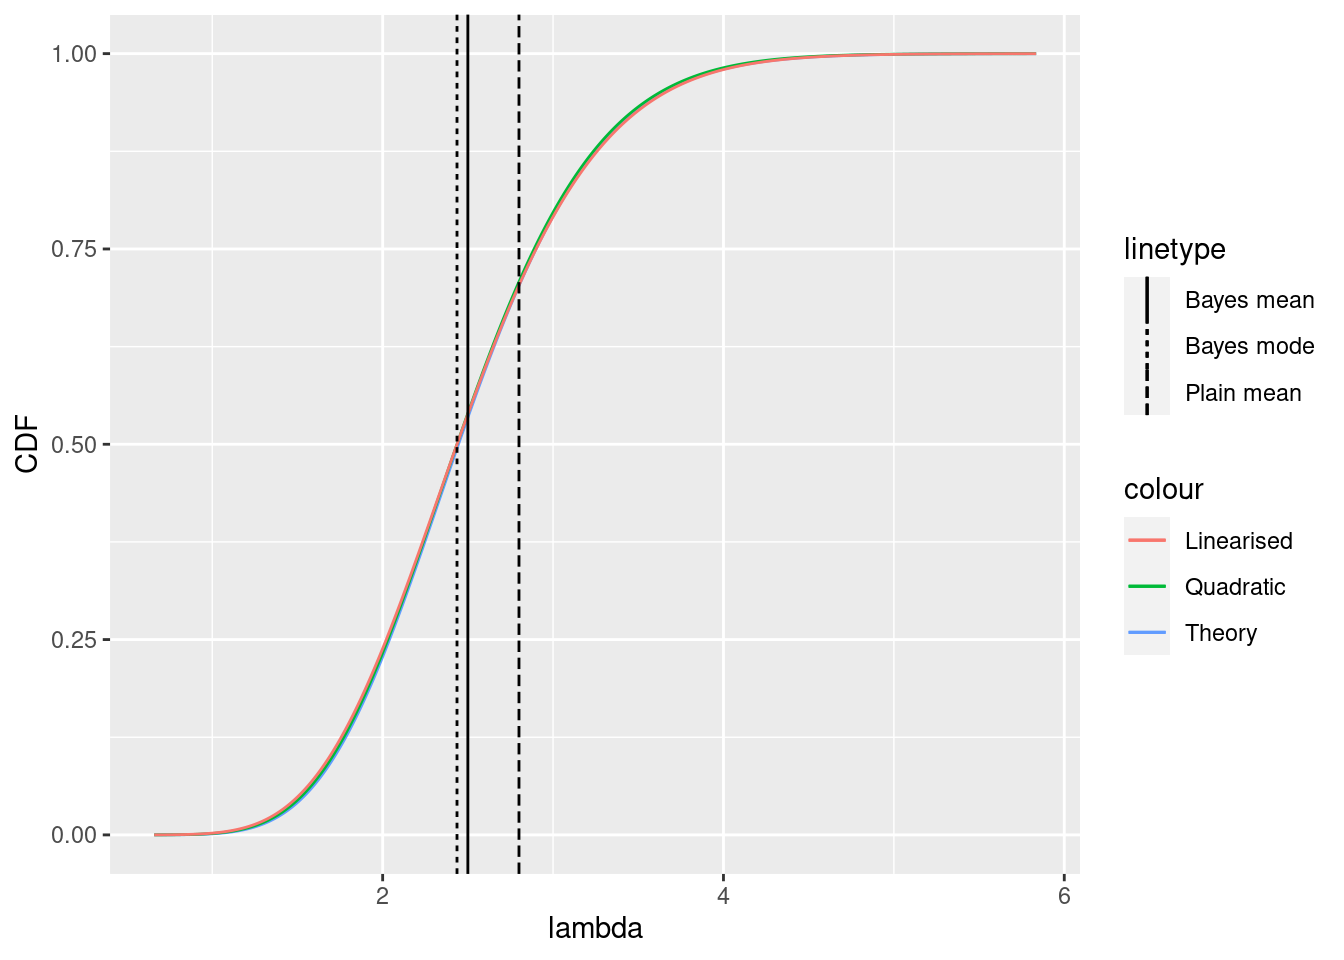 1.00
0.75
0.50
0.25
0.00
CDF
2
4
6
lambda
linetype
Bayes mean
Bayes mode
Plain mean
colour
Linearised
Quadratic
Theory